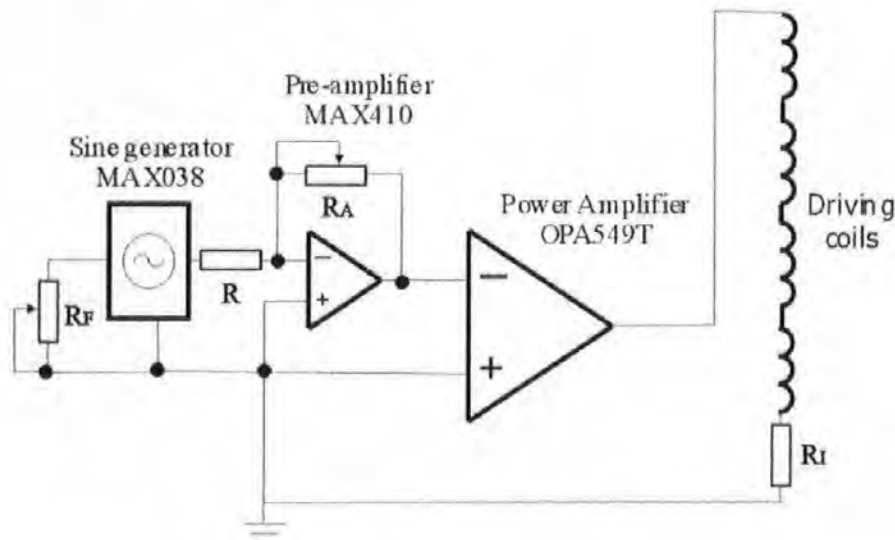 Pre-amplifier
MAX410
Sine generator
MAX038
RA
Power Amplifier
OPA549T
Driving
coils
R
RF
RI